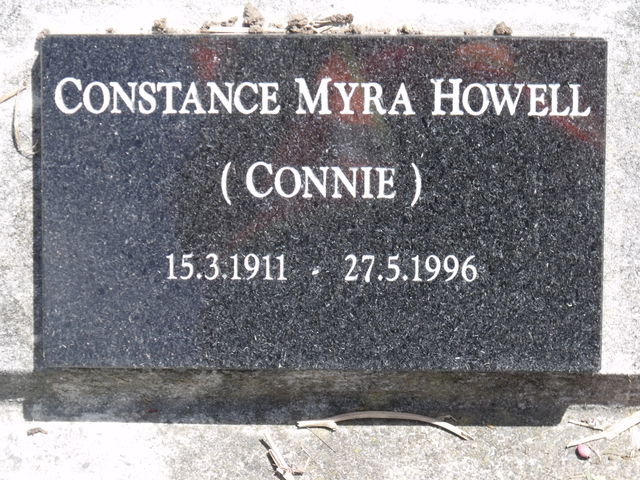 CONSTANCE MYRA HOWELL
( CONNIE )
15.3.1911 - 27.5.1996